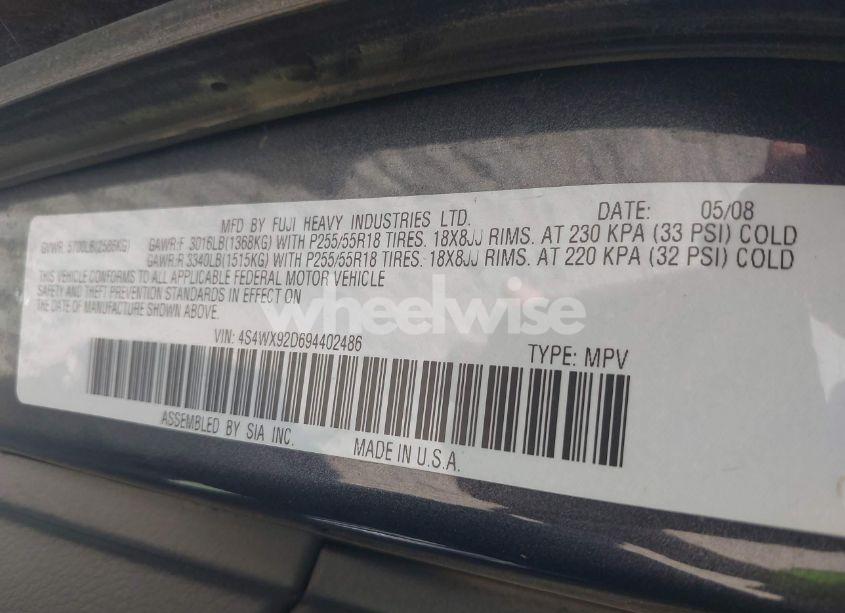 MFD BY FUJI HEAVY INDUSTRIES LTD. DATE: 05/08
GVWR: 5700LB(2585KG) GAWR:F 3016LB(1368KG) WITH P255/55R18 TIRES. 18X8JJ RIMS. AT 230 KPA (33 PSI) COLD
GAWR:R 3340LB(1515KG) WITH P255/55R18 TIRES. 18X8JJ RIMS. AT 220 KPA (32 PSI) COLD
THIS VEHICLE CONFORMS TO ALL APPLICABLE FEDERAL MOTOR VEHICLE
SAFETY AND THEFT PREVENTION STANDARDS IN EFFECT ON
THE DATE OF MANUFACTURE SHOWN ABOVE.
wheelwise
VIN: 4S4WX92D694402486 TYPE: MPV
ASSEMBLED BY SIA INC.
MADE IN U.S.A.